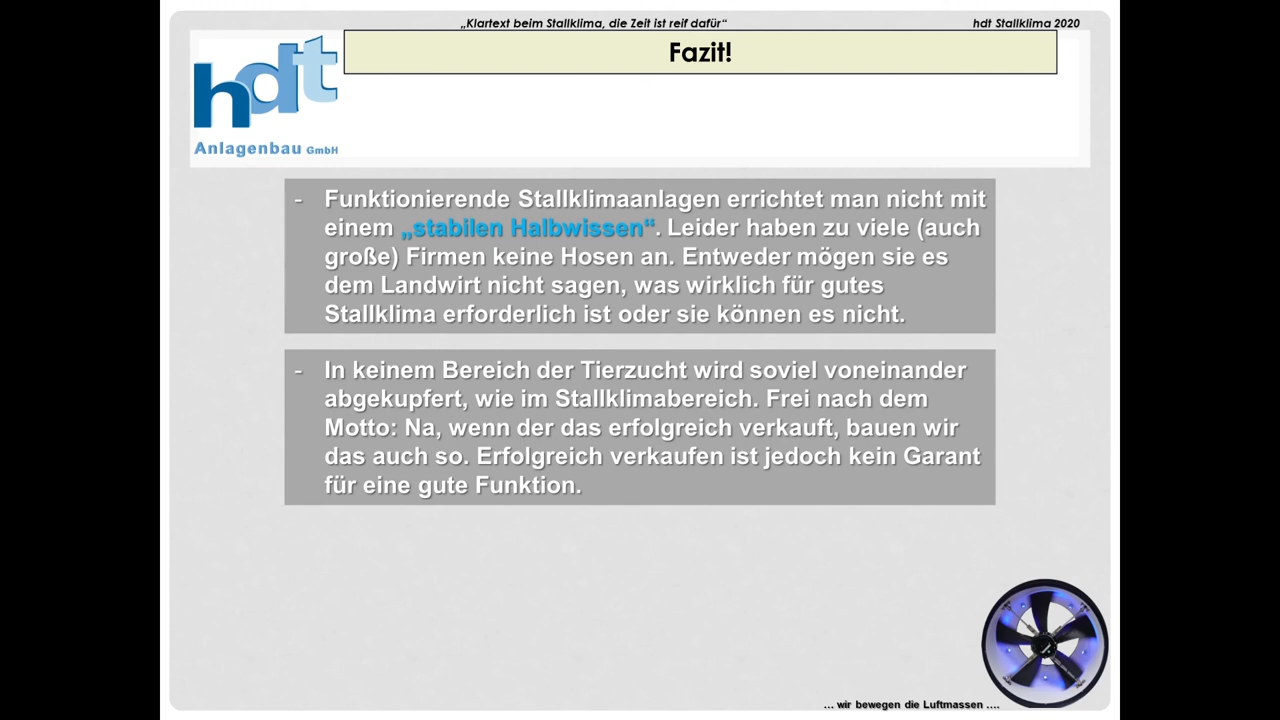 „Klartext beim Stallklima, die Zeit ist reif dafür“
hdt Stallklima 2020
Fazit!
hdt
Anlagenbau GmbH
- Funktionierende Stallklimaanlagen errichtet man nicht mit
einem „stabilen Halbwissen“. Leider haben zu viele (auch
große) Firmen keine Hosen an. Entweder mögen sie es
dem Landwirt nicht sagen, was wirklich für gutes
Stallklima erforderlich ist oder sie können es nicht.
- In keinem Bereich der Tierzucht wird soviel voneinander
abgekupfert, wie im Stallklimabereich. Frei nach dem
Motto: Na, wenn der das erfolgreich verkauft, bauen wir
das auch so. Erfolgreich verkaufen ist jedoch kein Garant
für eine gute Funktion.
... wir bewegen die Luftmassen ....